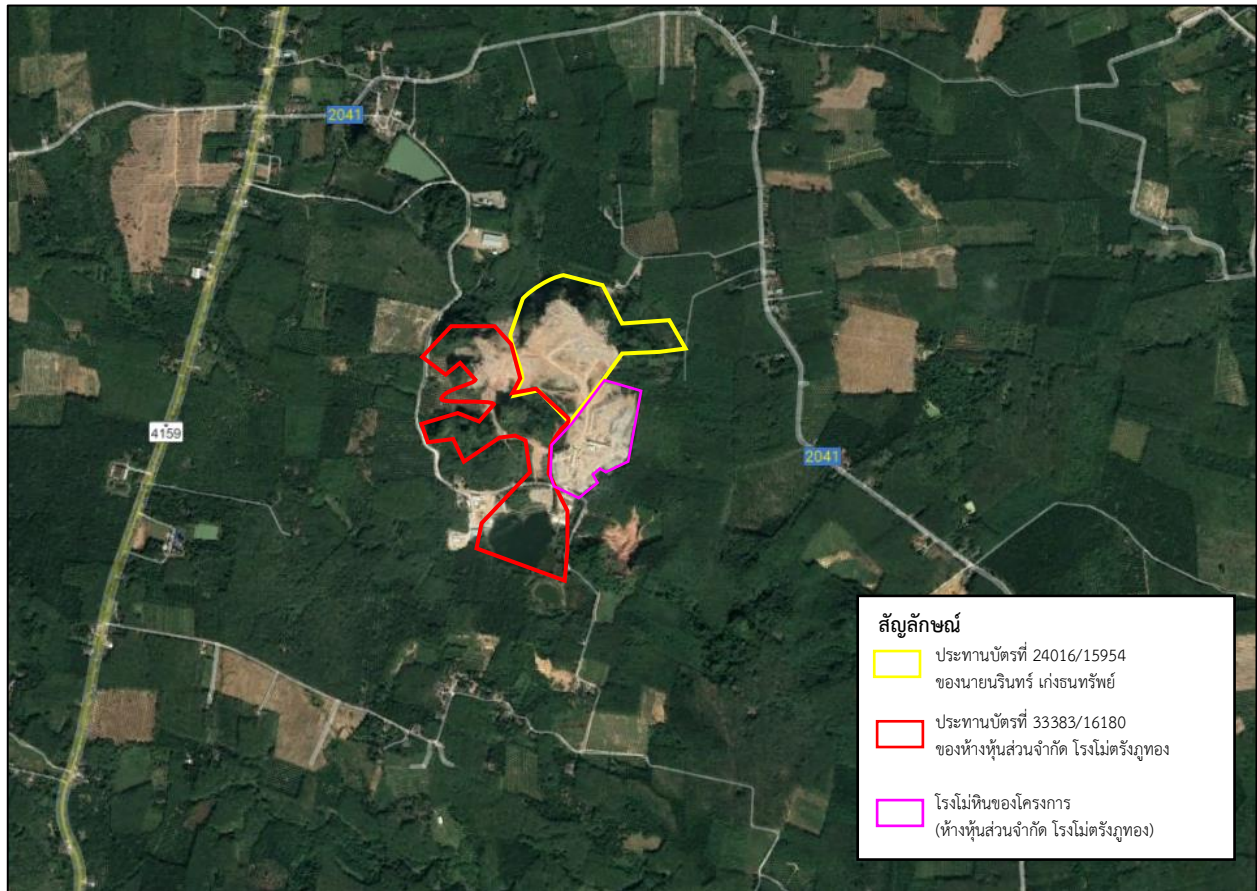 2041
4159
2041
สัญลักษณ์
ประทานบัตรที่ 24016/15954
ของนายนรินทร์ เก่งธนทรัพย์
ประทานบัตรที่ 33383/16180
ของห้างหุ้นส่วนจำกัด โรงโม่ตรังภูทอง
โรงโม่หินของโครงการ
(ห้างหุ้นส่วนจำกัด โรงโม่ตรังภูทอง)